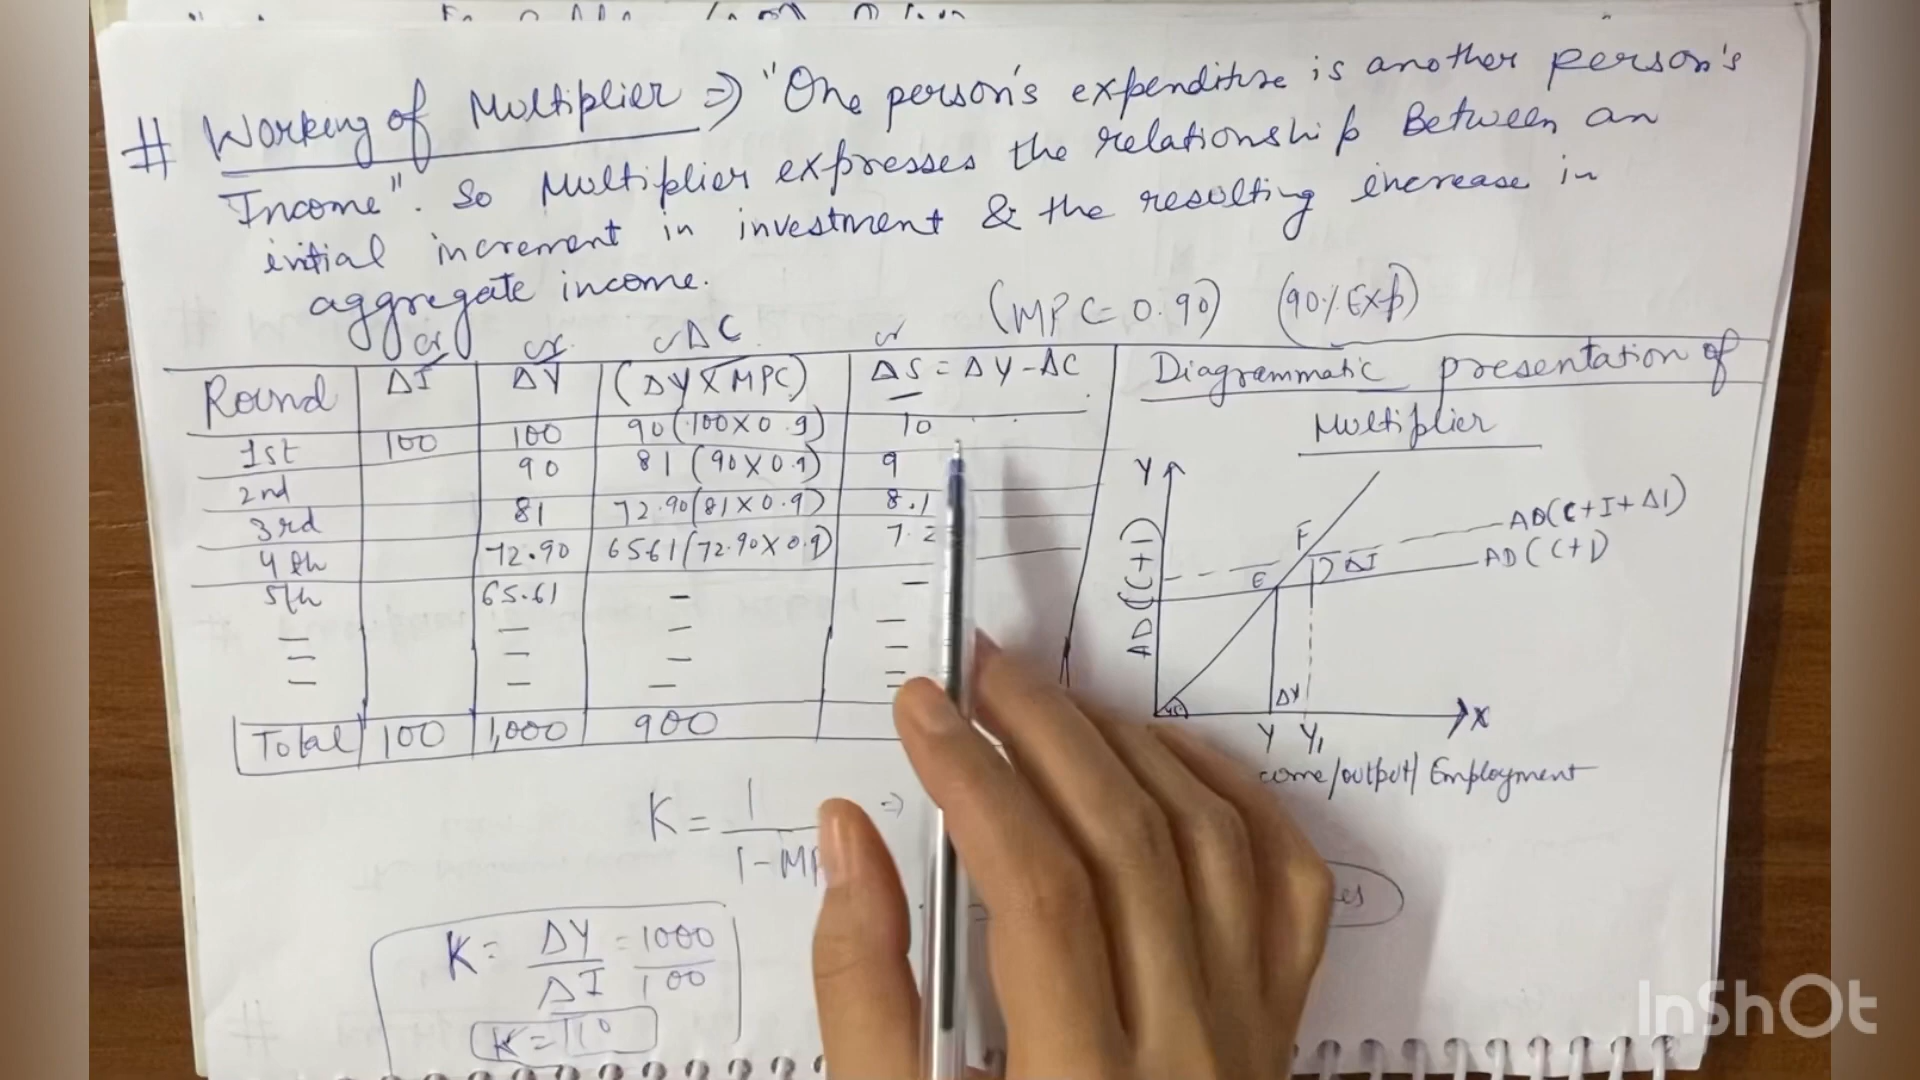 # Working of Multiplier => "One person's expenditure is another person's
Income". So Multiplier expresses the relationship Between an
initial increment in investment & the resulting increase in
aggregate income.
(MPC = 0.90) (90% Exp)
cr cr ΔC cr
Round ΔI ΔY (ΔY X MPC) ΔS = ΔY - ΔC
1st 100 100 90 (100 X 0.9) 10
2nd 90 81 (90 X 0.9) 9
3rd 81 72.90 (81 X 0.9) 8.1
4th 72.90 6561 (72.90 X 0.9) 7.2
5th 65.61 - -
Total 100 1,000 900
Diagrammatic presentation of
Multiplier
Y
AD (C+I+ΔI)
AD (C+I)
F
ΔI
E
AD (C+I)
45°
ΔY
X
Y Y₁
come/output/ Employment
K = 1 =>
1-MP
K = ΔY = 1000
ΔI 100
K = 10
es
InShOt